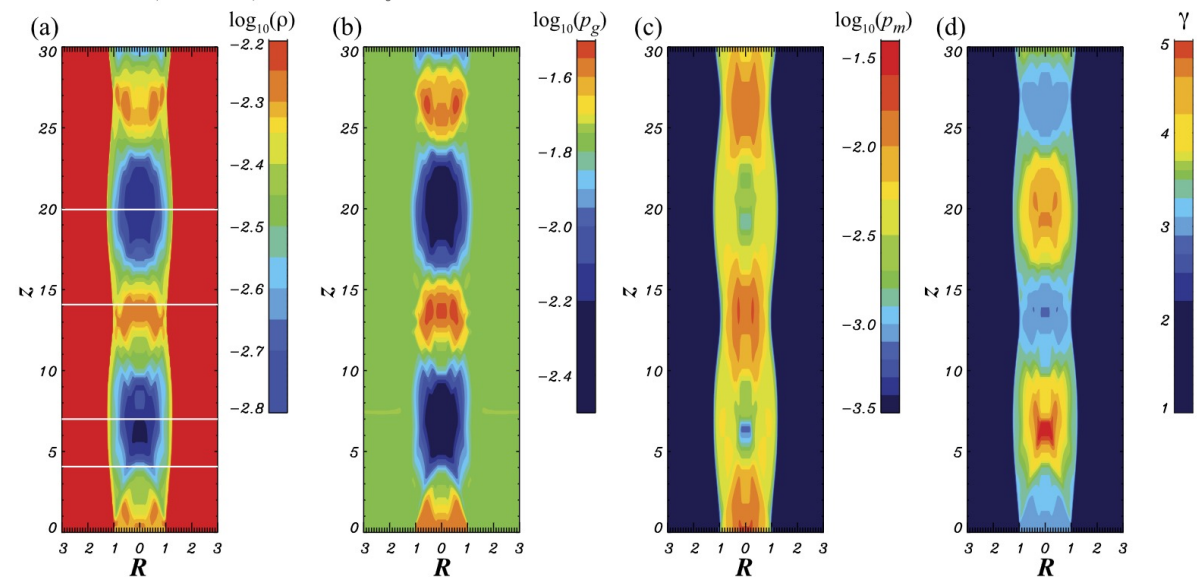 (a) log₁₀(ρ) (b) log₁₀(p_g) (c) log₁₀(p_m) (d) γ
30 -2.2 30 30 30 5
-1.6 -1.5
25 -2.3 25 25 25 4
-2.4 -1.8 -2.0
20 20 20 20
-2.5 -2.0 -2.5 3
z 15 -2.6 z 15 -2.2 z 15 -3.0 z 15 2
10 -2.7 10 -2.4 10 10
-2.8 -3.5 1
5 5 5 5
0 0 0 0
3 2 1 0 1 2 3 3 2 1 0 1 2 3 3 2 1 0 1 2 3 3 2 1 0 1 2 3
R R R R